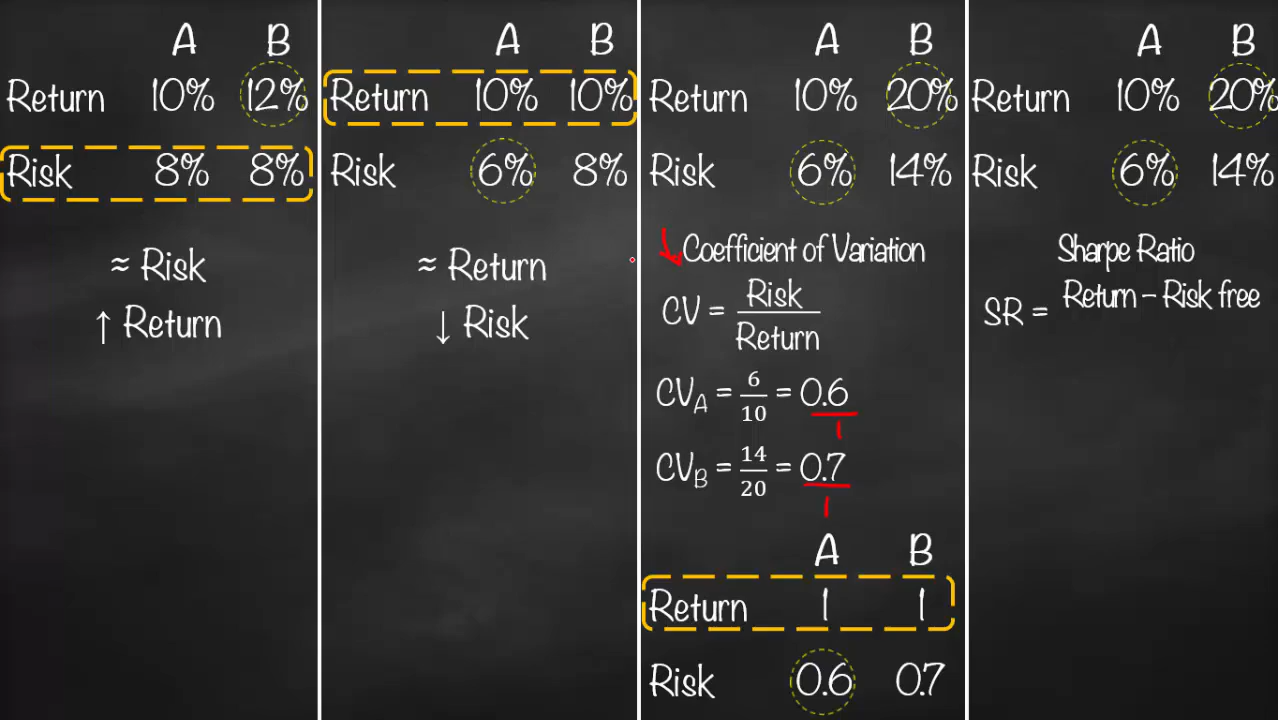 A B
Return 10% 12%
Risk 8% 8%
≈ Risk
↑ Return
A B
Return 10% 10%
Risk 6% 8%
≈ Return
↓ Risk
A B
Return 10% 20%
Risk 6% 14%
Coefficient of Variation
CV = Risk / Return
CV_A = 6/10 = 0.6
CV_B = 14/20 = 0.7
A B
Return 1 1
Risk 0.6 0.7
A B
Return 10% 20%
Risk 6% 14%
Sharpe Ratio
SR = Return – Risk free